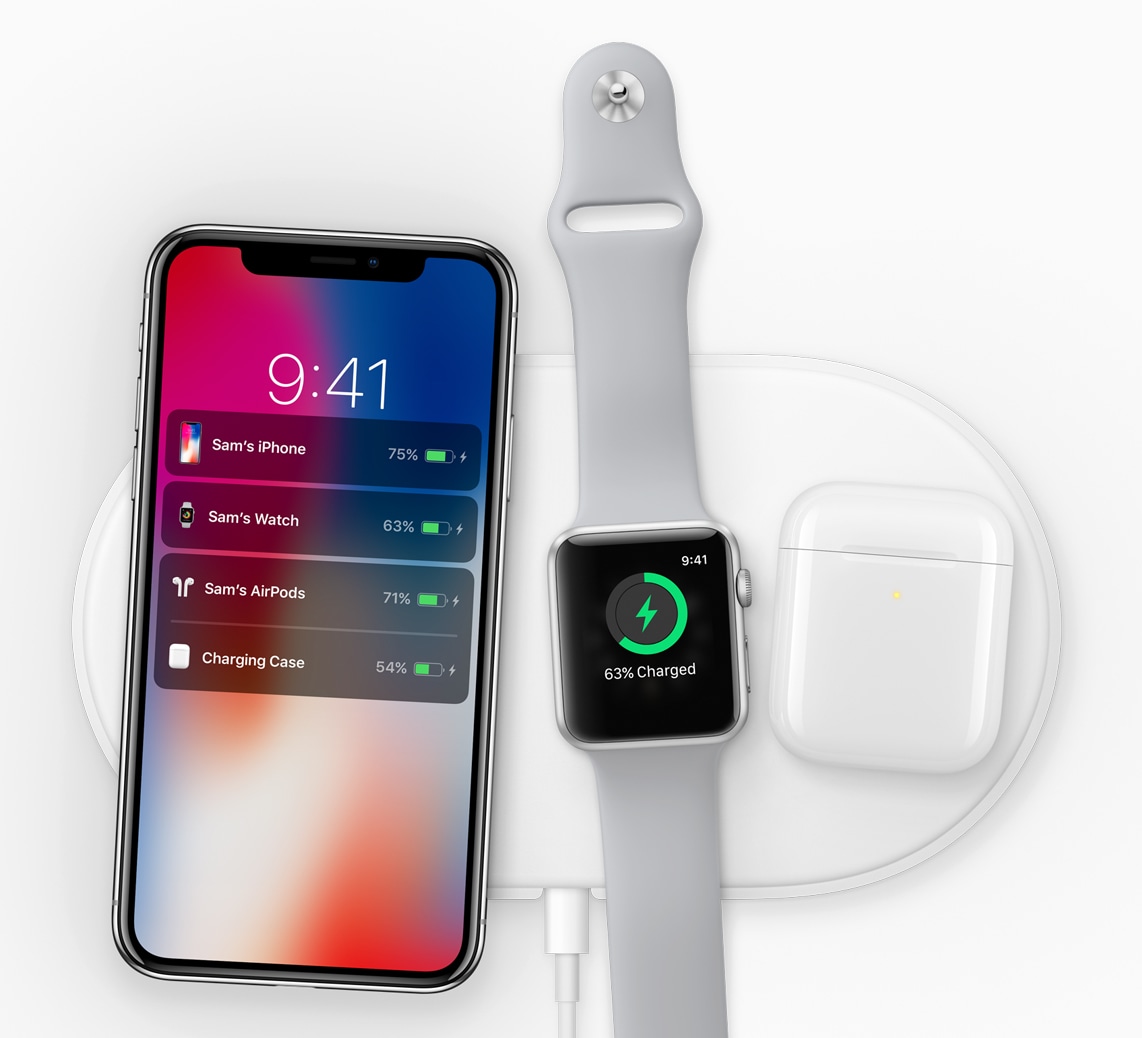 9:41
Sam's iPhone 75%
Sam's Watch 63%
Sam's AirPods 71%
Charging Case 54%
9:41
63% Charged